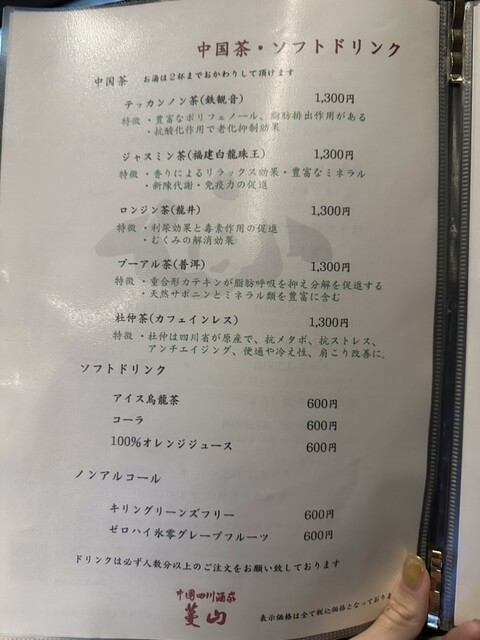 中国茶・ソフトドリンク
中国茶 お湯は2杯までおかわりして頂けます
テッカンノン茶(鉄観音) 1,300円
特徴・豊富なポリフェノール、脂肪排出作用がある
・抗酸化作用で老化抑制効果
ジャスミン茶(福建白龍珠王) 1,300円
特徴・香りによるリラックス効果・豊富なミネラル
・新陳代謝・免疫力の促進
ロンジン茶(龍井) 1,300円
特徴・利尿効果と毒素作用の促進
・むくみの解消効果
プーアル茶(普洱) 1,300円
特徴・重合形カテキンが脂肪呼吸を抑え分解を促進する
・天然サポニンとミネラル類を豊富に含む
杜仲茶(カフェインレス) 1,300円
特徴・杜仲は四川省が原産で、抗メタボ、抗ストレス、
アンチエイジング、便通や冷え性、肩こり改善に。
ソフトドリンク
アイス烏龍茶 600円
コーラ 600円
100%オレンジジュース 600円
ノンアルコール
キリングリーンズフリー 600円
ゼロハイ氷零グレープフルーツ 600円
ドリンクは必ず人数分以上のご注文をお願い致しております
中國四川酒家
表示価格は全て税込価格となっておりま